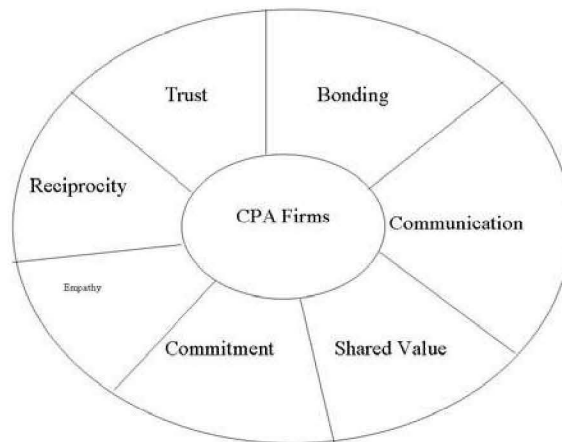 Trust
Bonding
Reciprocity
CPA Firms
Communication
Empathy
Commitment
Shared Value